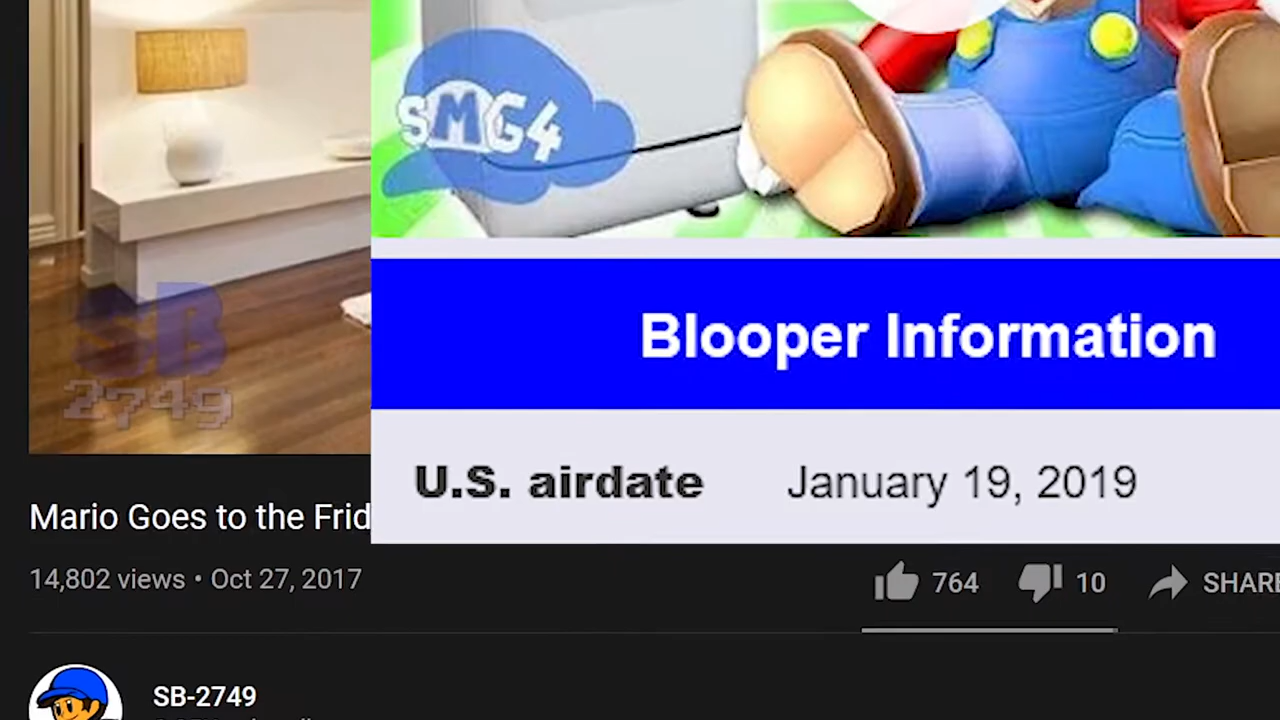 SMG4
Blooper Information
SB
2749
U.S. airdate January 19, 2019
Mario Goes to the Frid
14,802 views • Oct 27, 2017
764 10 SHARE
SB-2749